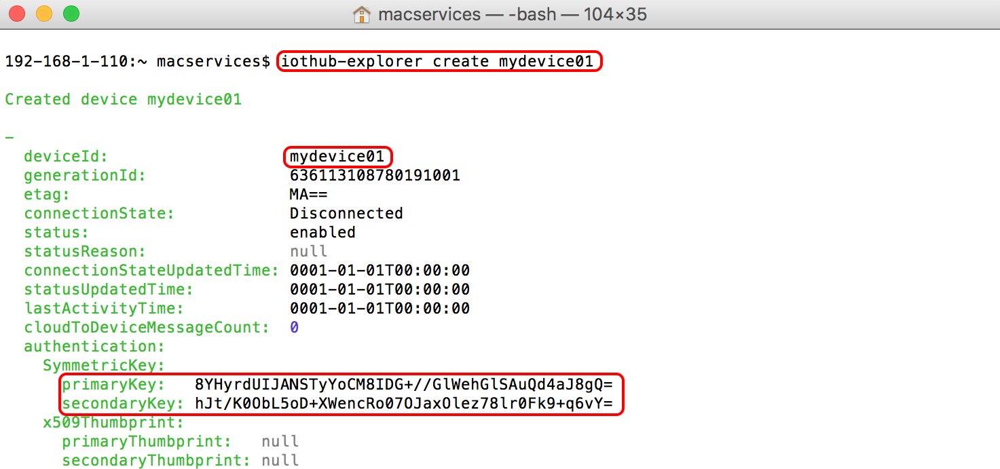 macservices — -bash — 104×35
192-168-1-110:~ macservices$ iothub-explorer create mydevice01
Created device mydevice01
-
deviceId: mydevice01
generationId: 636113108780191001
etag: MA==
connectionState: Disconnected
status: enabled
statusReason: null
connectionStateUpdatedTime: 0001-01-01T00:00:00
statusUpdatedTime: 0001-01-01T00:00:00
lastActivityTime: 0001-01-01T00:00:00
cloudToDeviceMessageCount: 0
authentication:
SymmetricKey:
primaryKey: 8YHyrdUIJANSTyYoCM8IDG+//GlWehGlSAuQd4aJ8gQ=
secondaryKey: hJt/K0ObL5oD+XWencRo07OJaxOlez78lr0Fk9+q6vY=
x509Thumbprint:
primaryThumbprint: null
secondaryThumbprint: null